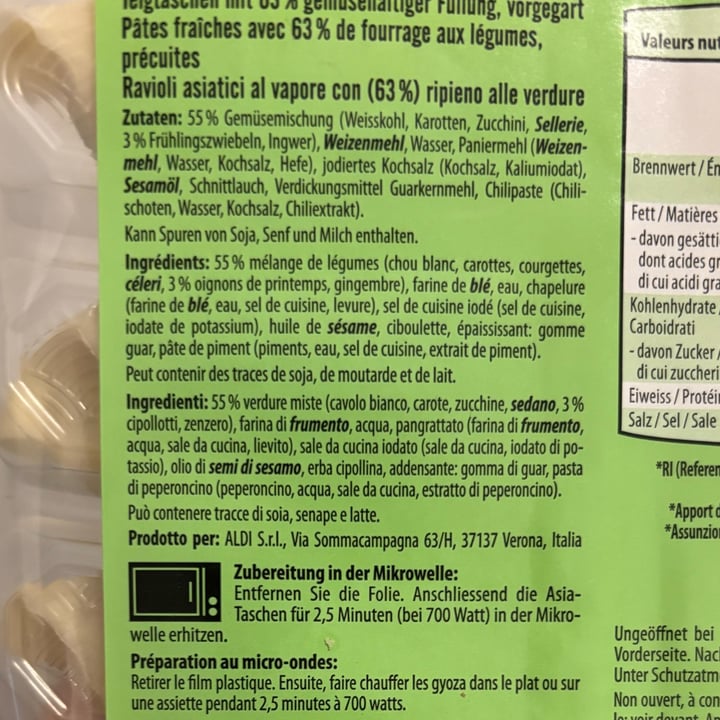 teigtaschen mit 63 % gemüsehaltiger Füllung, vorgegart
Pâtes fraîches avec 63 % de fourrage aux légumes,
précuites
Ravioli asiatici al vapore con (63 %) ripieno alle verdure
Zutaten: 55 % Gemüsemischung (Weisskohl, Karotten, Zucchini, Sellerie,
3 % Frühlingszwiebeln, Ingwer), Weizenmehl, Wasser, Paniermehl (Weizen-
mehl, Wasser, Kochsalz, Hefe), jodiertes Kochsalz (Kochsalz, Kaliumiodat),
Sesamöl, Schnittlauch, Verdickungsmittel Guarkernmehl, Chilipaste (Chili-
schoten, Wasser, Kochsalz, Chiliextrakt).
Kann Spuren von Soja, Senf und Milch enthalten.
Ingrédients: 55 % mélange de légumes (chou blanc, carottes, courgettes,
céleri, 3 % oignons de printemps, gingembre), farine de blé, eau, chapelure
(farine de blé, eau, sel de cuisine, levure), sel de cuisine iodé (sel de cuisine,
iodate de potassium), huile de sésame, ciboulette, épaississant: gomme
guar, pâte de piment (piments, eau, sel de cuisine, extrait de piment).
Peut contenir des traces de soja, de moutarde et de lait.
Ingredienti: 55 % verdure miste (cavolo bianco, carote, zucchine, sedano, 3 %
cipollotti, zenzero), farina di frumento, acqua, pangrattato (farina di frumento,
acqua, sale da cucina, lievito), sale da cucina iodato (sale da cucina, iodato di po-
tassio), olio di semi di sesamo, erba cipollina, addensante: gomma di guar, pasta
di peperoncino (peperoncino, acqua, sale da cucina, estratto di peperoncino).
Può contenere tracce di soia, senape e latte.
Prodotto per: ALDI S.r.l., Via Sommacampagna 63/H, 37137 Verona, Italia
Zubereitung in der Mikrowelle:
Entfernen Sie die Folie. Anschliessend die Asia-
Taschen für 2,5 Minuten (bei 700 Watt) in der Mikro-
welle erhitzen.
Préparation au micro-ondes:
Retirer le film plastique. Ensuite, faire chauffer les gyoza dans le plat ou sur
une assiette pendant 2,5 minutes à 700 watts.
Valeurs nut
Brennwert / Én
Fett / Matières
- davon gesätti
dont acides gr
di cui acidi gra
Kohlenhydrate /
Carboidrati
- davon Zucker /
di cui zuccheri
Eiweiss / Protéi
Salz / Sel / Sale
*RI (Referen
*Apport d
*Assunzion
Ungeöffnet bei
Vorderseite. Nac
Unter Schutzatm
Non ouvert, à con
voir devant.